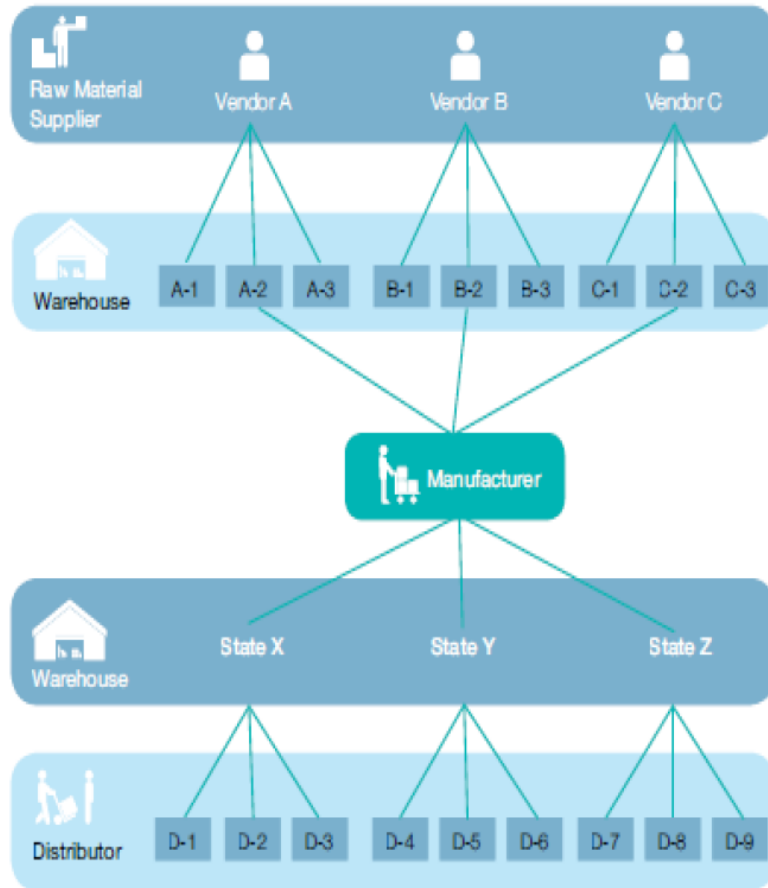 Raw Material
Supplier
Vendor A
Vendor B
Vendor C
Warehouse
A-1
A-2
A-3
B-1
B-2
B-3
C-1
C-2
C-3
Manufacturer
Warehouse
State X
State Y
State Z
Distributor
D-1
D-2
D-3
D-4
D-5
D-6
D-7
D-8
D-9